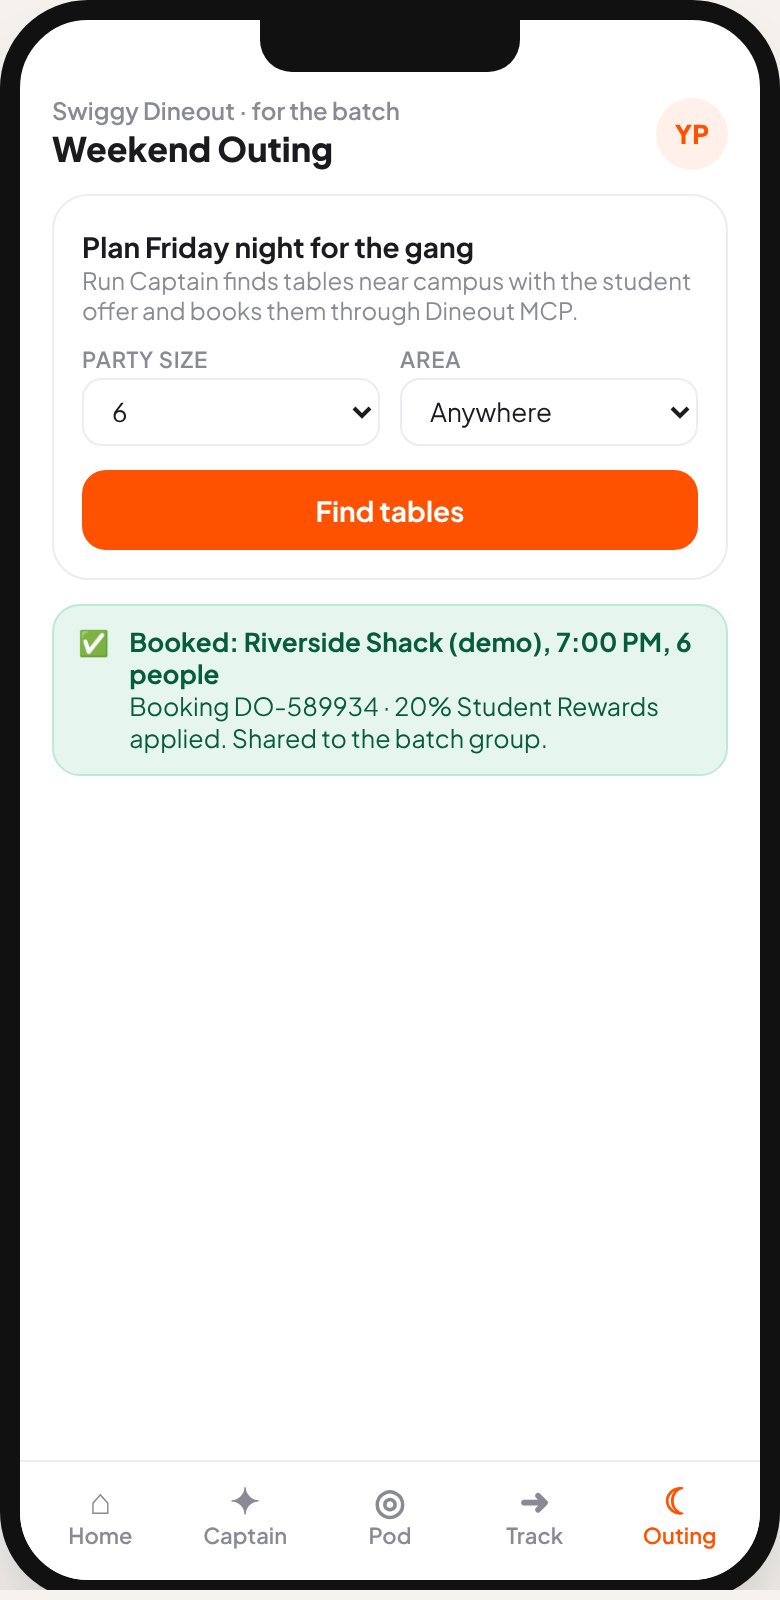 Swiggy Dineout · for the batch
Weekend Outing
YP
Plan Friday night for the gang
Run Captain finds tables near campus with the student
offer and books them through Dineout MCP.
PARTY SIZE
AREA
6
Anywhere
Find tables
✅ Booked: Riverside Shack (demo), 7:00 PM, 6
people
Booking DO-589934 · 20% Student Rewards
applied. Shared to the batch group.
Home
Captain
Pod
Track
Outing